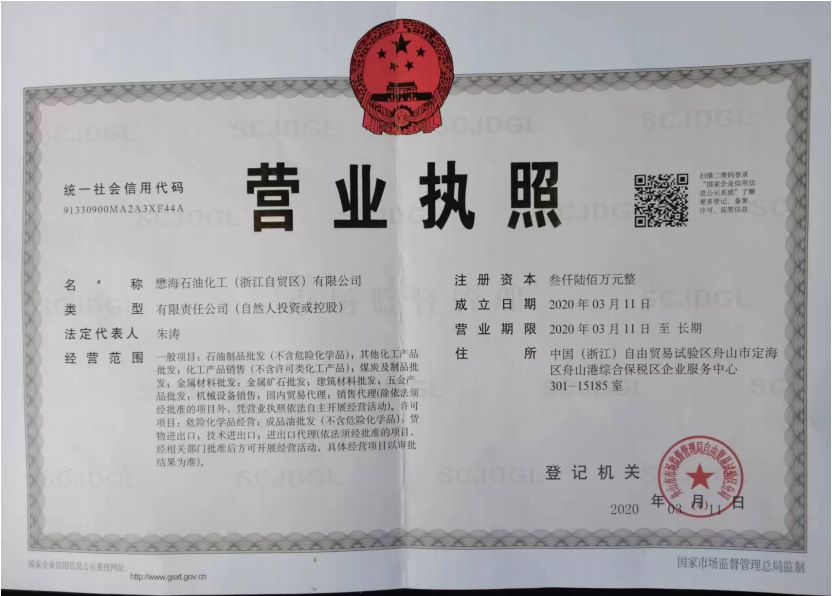 营业执照
统一社会信用代码
91330900MA2A3XF44A
扫描二维码登录
“国家企业信用信
息公示系统”了解
更多登记、备案、
许可、监管信息
名称 懋海石油化工（浙江自贸区）有限公司
类型 有限责任公司（自然人投资或控股）
法定代表人 朱涛
经营范围 一般项目：石油制品批发（不含危险化学品）；其他化工产品
批发；化工产品销售（不含许可类化工产品）；煤炭及制品批
发；金属材料批发；金属矿石批发；建筑材料批发；五金产
品批发；机械设备销售；国内贸易代理；销售代理(除依法须
经批准的项目外，凭营业执照依法自主开展经营活动)。许可
项目：危险化学品经营；成品油批发（不含危险化学品）；货
物进出口；技术进出口；进出口代理(依法须经批准的项目，
经相关部门批准后方可开展经营活动，具体经营项目以审批
结果为准)。
注册资本 叁仟陆佰万元整
成立日期 2020年03月11日
营业期限 2020年03月11日 至 长期
住所 中国（浙江）自由贸易试验区舟山市定海
区舟山港综合保税区企业服务中心
301-15185室
登记机关
舟山市市场监督管理局自由贸易试验区分局
2020 年 03 月 11 日
国家企业信用信息公示系统网址：
http://www.gsxt.gov.cn
国家市场监督管理总局监制
SCJDGL